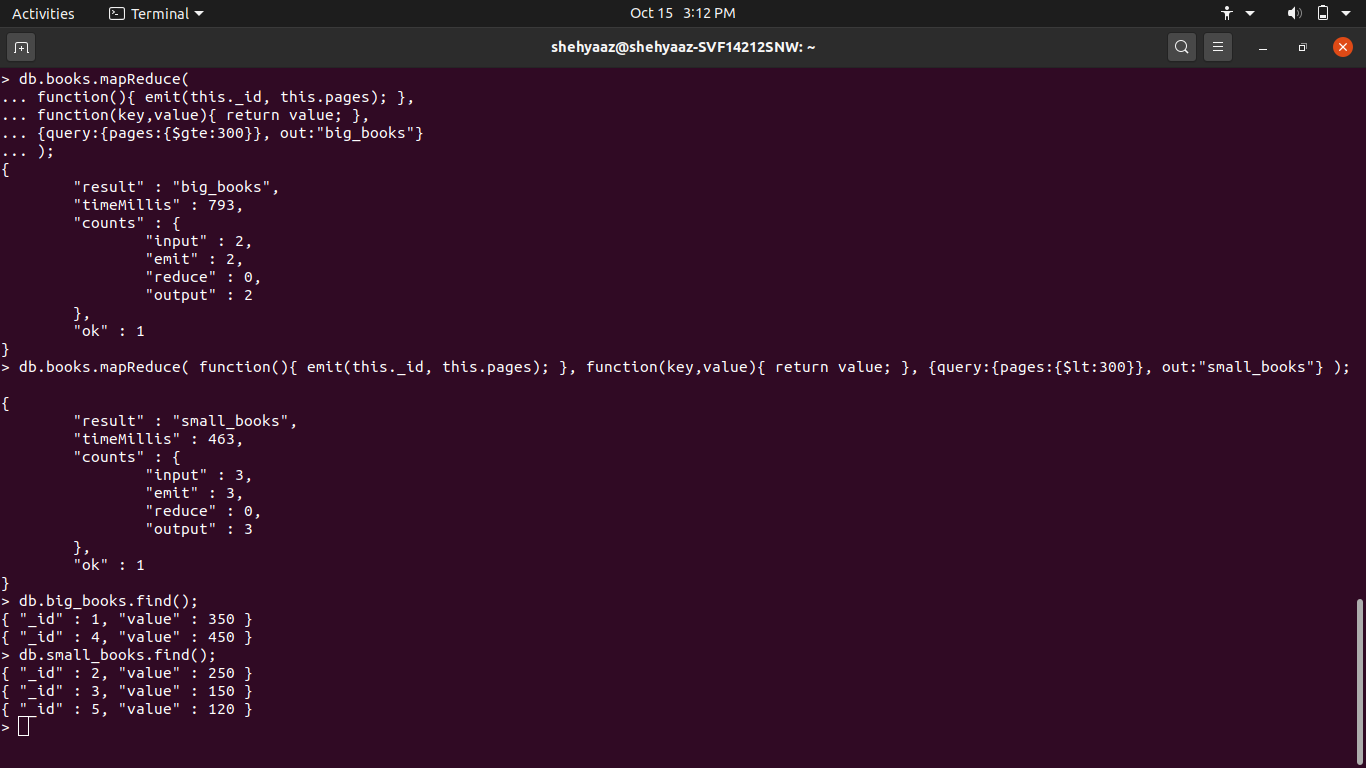 Activities Terminal Oct 15 3:12 PM
shehyaaz@shehyaaz-SVF14212SNW: ~
> db.books.mapReduce(
... function(){ emit(this._id, this.pages); },
... function(key,value){ return value; },
... {query:{pages:{$gte:300}}, out:"big_books"}
... );
{
        "result" : "big_books",
        "timeMillis" : 793,
        "counts" : {
                "input" : 2,
                "emit" : 2,
                "reduce" : 0,
                "output" : 2
        },
        "ok" : 1
}
> db.books.mapReduce( function(){ emit(this._id, this.pages); }, function(key,value){ return value; }, {query:{pages:{$lt:300}}, out:"small_books"} );
{
        "result" : "small_books",
        "timeMillis" : 463,
        "counts" : {
                "input" : 3,
                "emit" : 3,
                "reduce" : 0,
                "output" : 3
        },
        "ok" : 1
}
> db.big_books.find();
{ "_id" : 1, "value" : 350 }
{ "_id" : 4, "value" : 450 }
> db.small_books.find();
{ "_id" : 2, "value" : 250 }
{ "_id" : 3, "value" : 150 }
{ "_id" : 5, "value" : 120 }
>